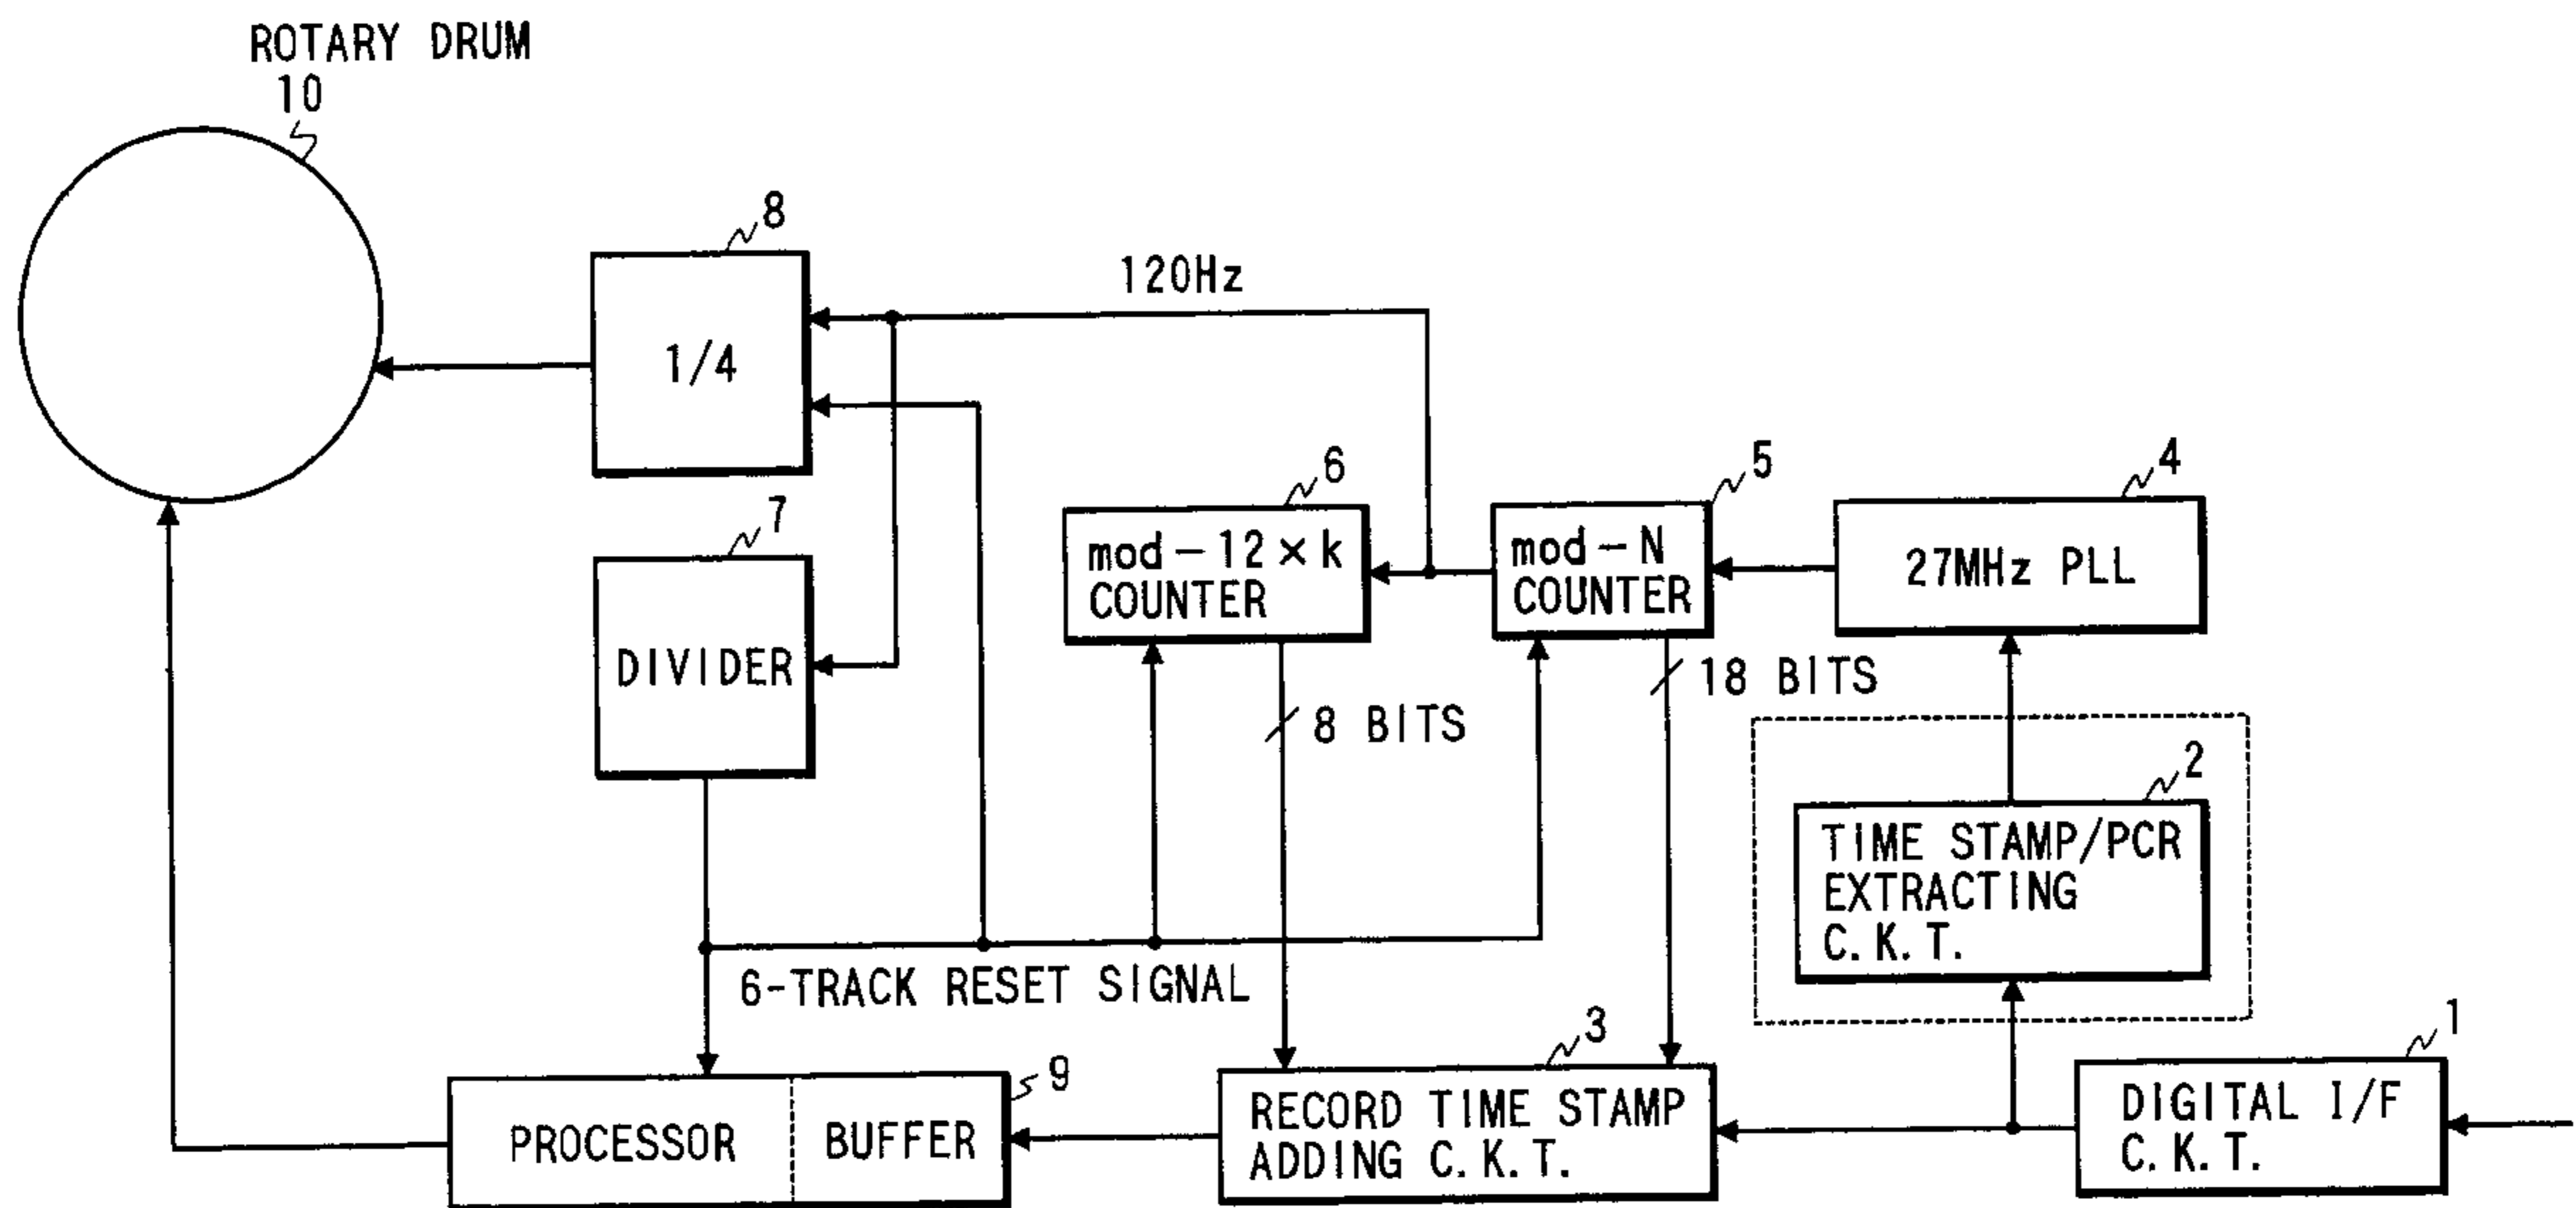 ROTARY DRUM
10
8
120Hz
1/4
6
5
4
7
mod-12×k
COUNTER
mod-N
COUNTER
27MHz PLL
DIVIDER
18 BITS
8 BITS
2
TIME STAMP/PCR
EXTRACTING
C.K.T.
6-TRACK RESET SIGNAL
3
1
9
PROCESSOR
BUFFER
RECORD TIME STAMP
ADDING C.K.T.
DIGITAL I/F
C.K.T.